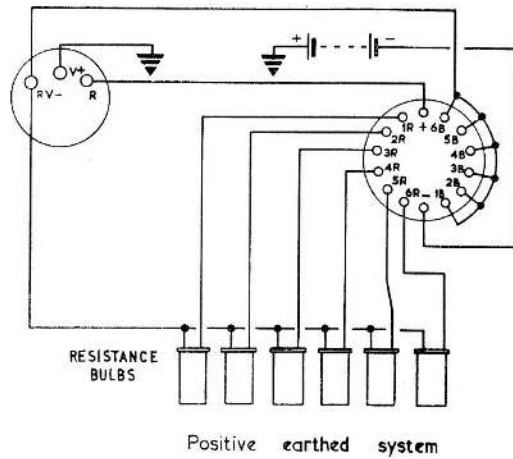 + -
V+
RV- R
1R + 6B
2R 5B
3R 4B
4R 3B
5R 2B
6R - 1B
RESISTANCE
BULBS
Positive earthed system